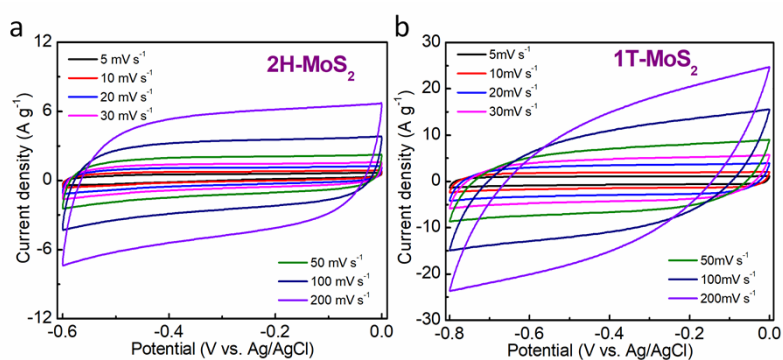 a
2H-MoS₂
5 mV s⁻¹
10 mV s⁻¹
20 mV s⁻¹
30 mV s⁻¹
50 mV s⁻¹
100 mV s⁻¹
200 mV s⁻¹
Current density (A g⁻¹)
12
6
0
-6
-12
-0.6
-0.4
-0.2
0.0
Potential (V vs. Ag/AgCl)
b
1T-MoS₂
5mV s⁻¹
10mV s⁻¹
20mV s⁻¹
30mV s⁻¹
50mV s⁻¹
100mV s⁻¹
200mV s⁻¹
Current density (A g⁻¹)
30
20
10
0
-10
-20
-30
-0.8
-0.6
-0.4
-0.2
0.0
Potential (V vs. Ag/AgCl)